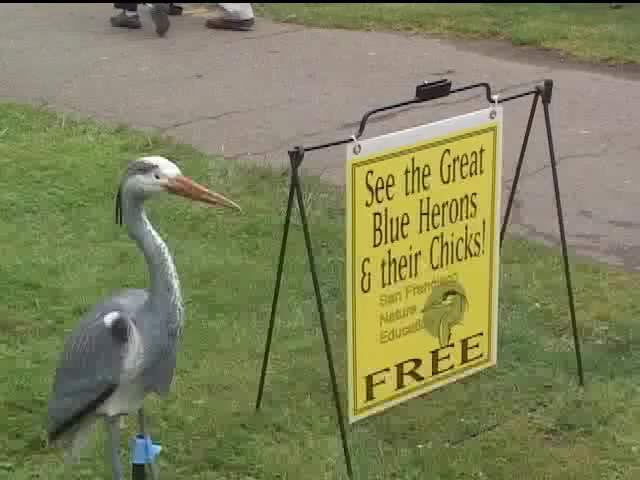 See the Great
Blue Herons
& their Chicks!
San Francisco
Nature
Education
FREE